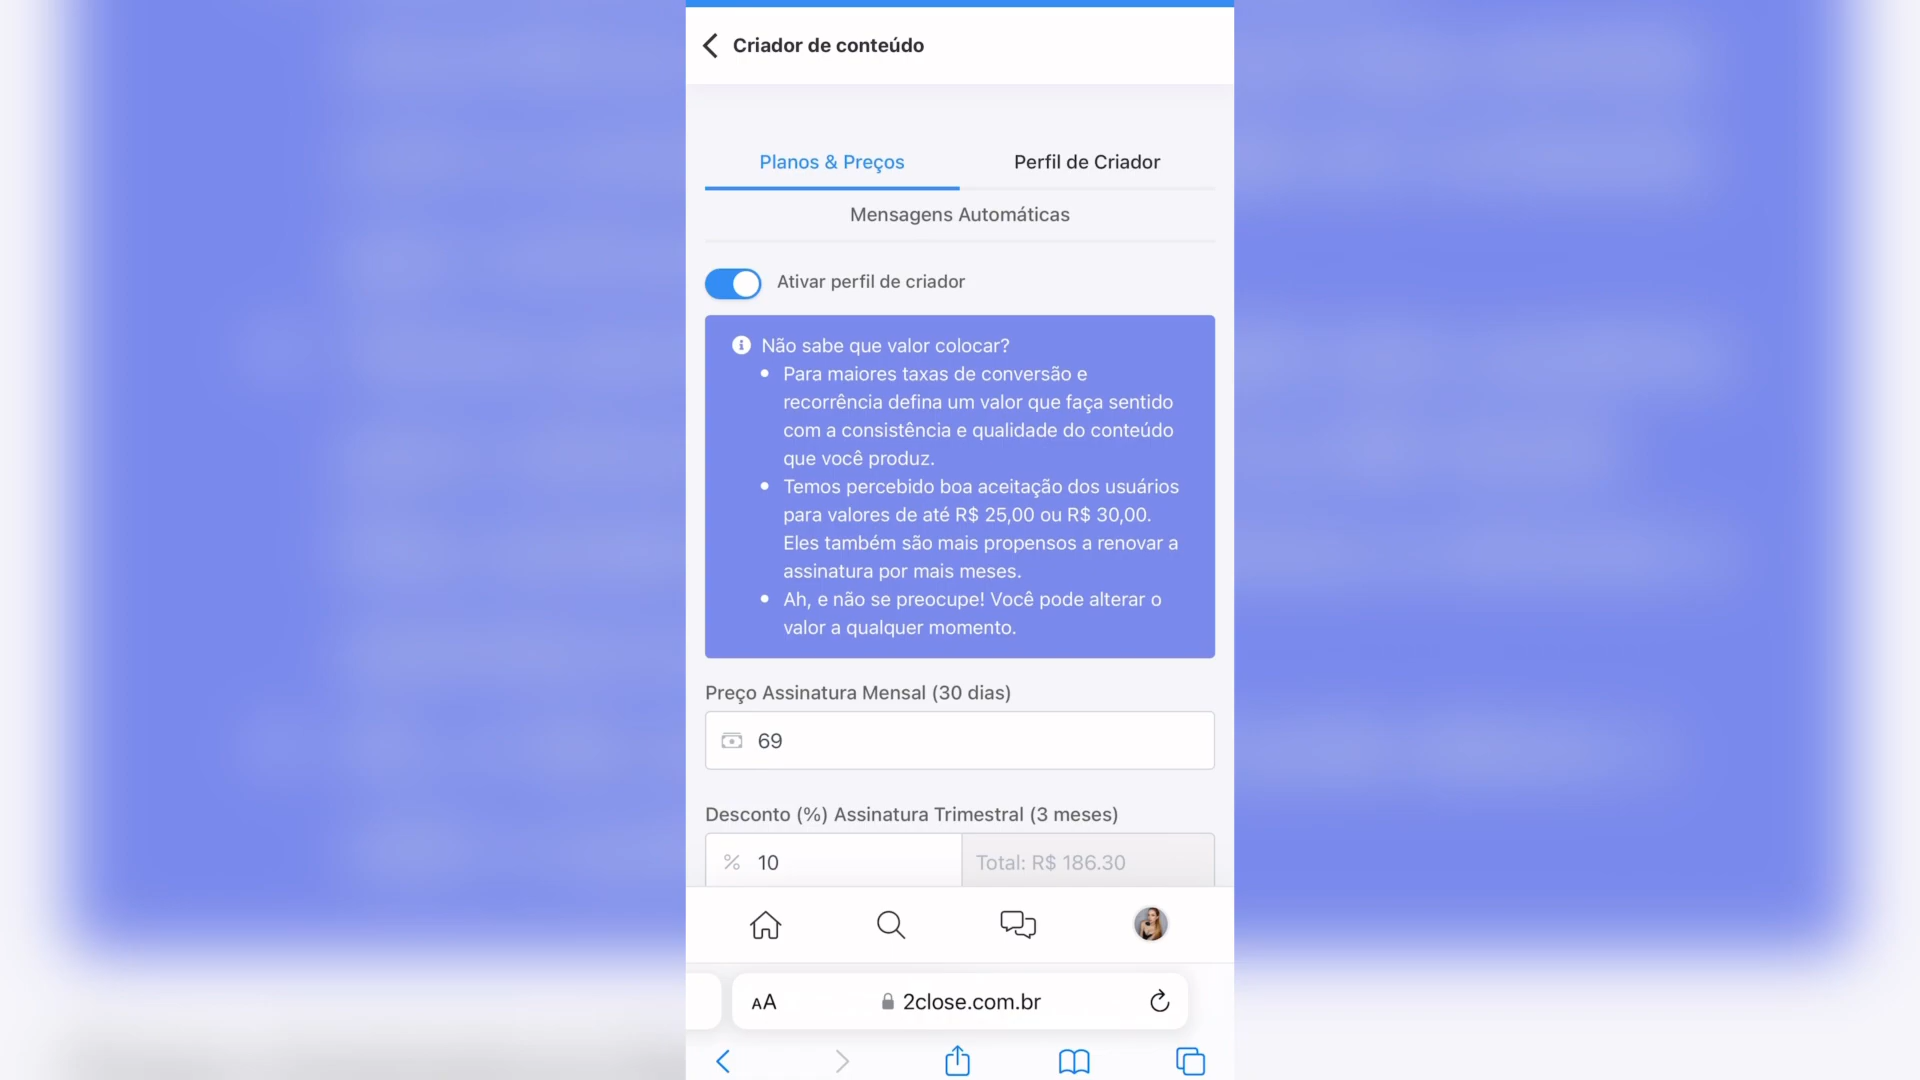 Criador de conteúdo
Planos & Preços
Perfil de Criador
Mensagens Automáticas
Ativar perfil de criador
Não sabe que valor colocar?
Para maiores taxas de conversão e
recorrência defina um valor que faça sentido
com a consistência e qualidade do conteúdo
que você produz.
Temos percebido boa aceitação dos usuários
para valores de até R$ 25,00 ou R$ 30,00.
Eles também são mais propensos a renovar a
assinatura por mais meses.
Ah, e não se preocupe! Você pode alterar o
valor a qualquer momento.
Preço Assinatura Mensal (30 dias)
69
Desconto (%) Assinatura Trimestral (3 meses)
% 10
Total: R$ 186.30
AA
2close.com.br